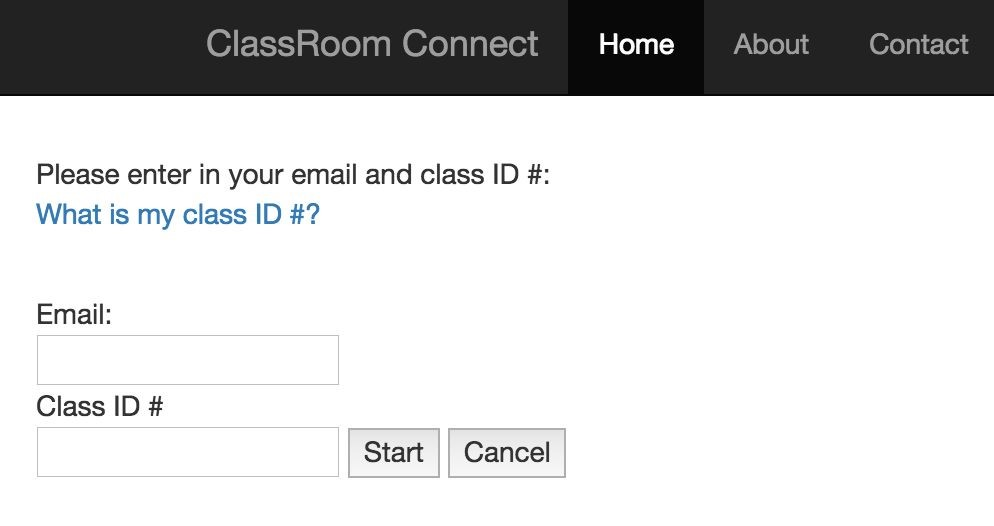 ClassRoom Connect Home About Contact
Please enter in your email and class ID #:
What is my class ID #?
Email:
Class ID #
Start Cancel